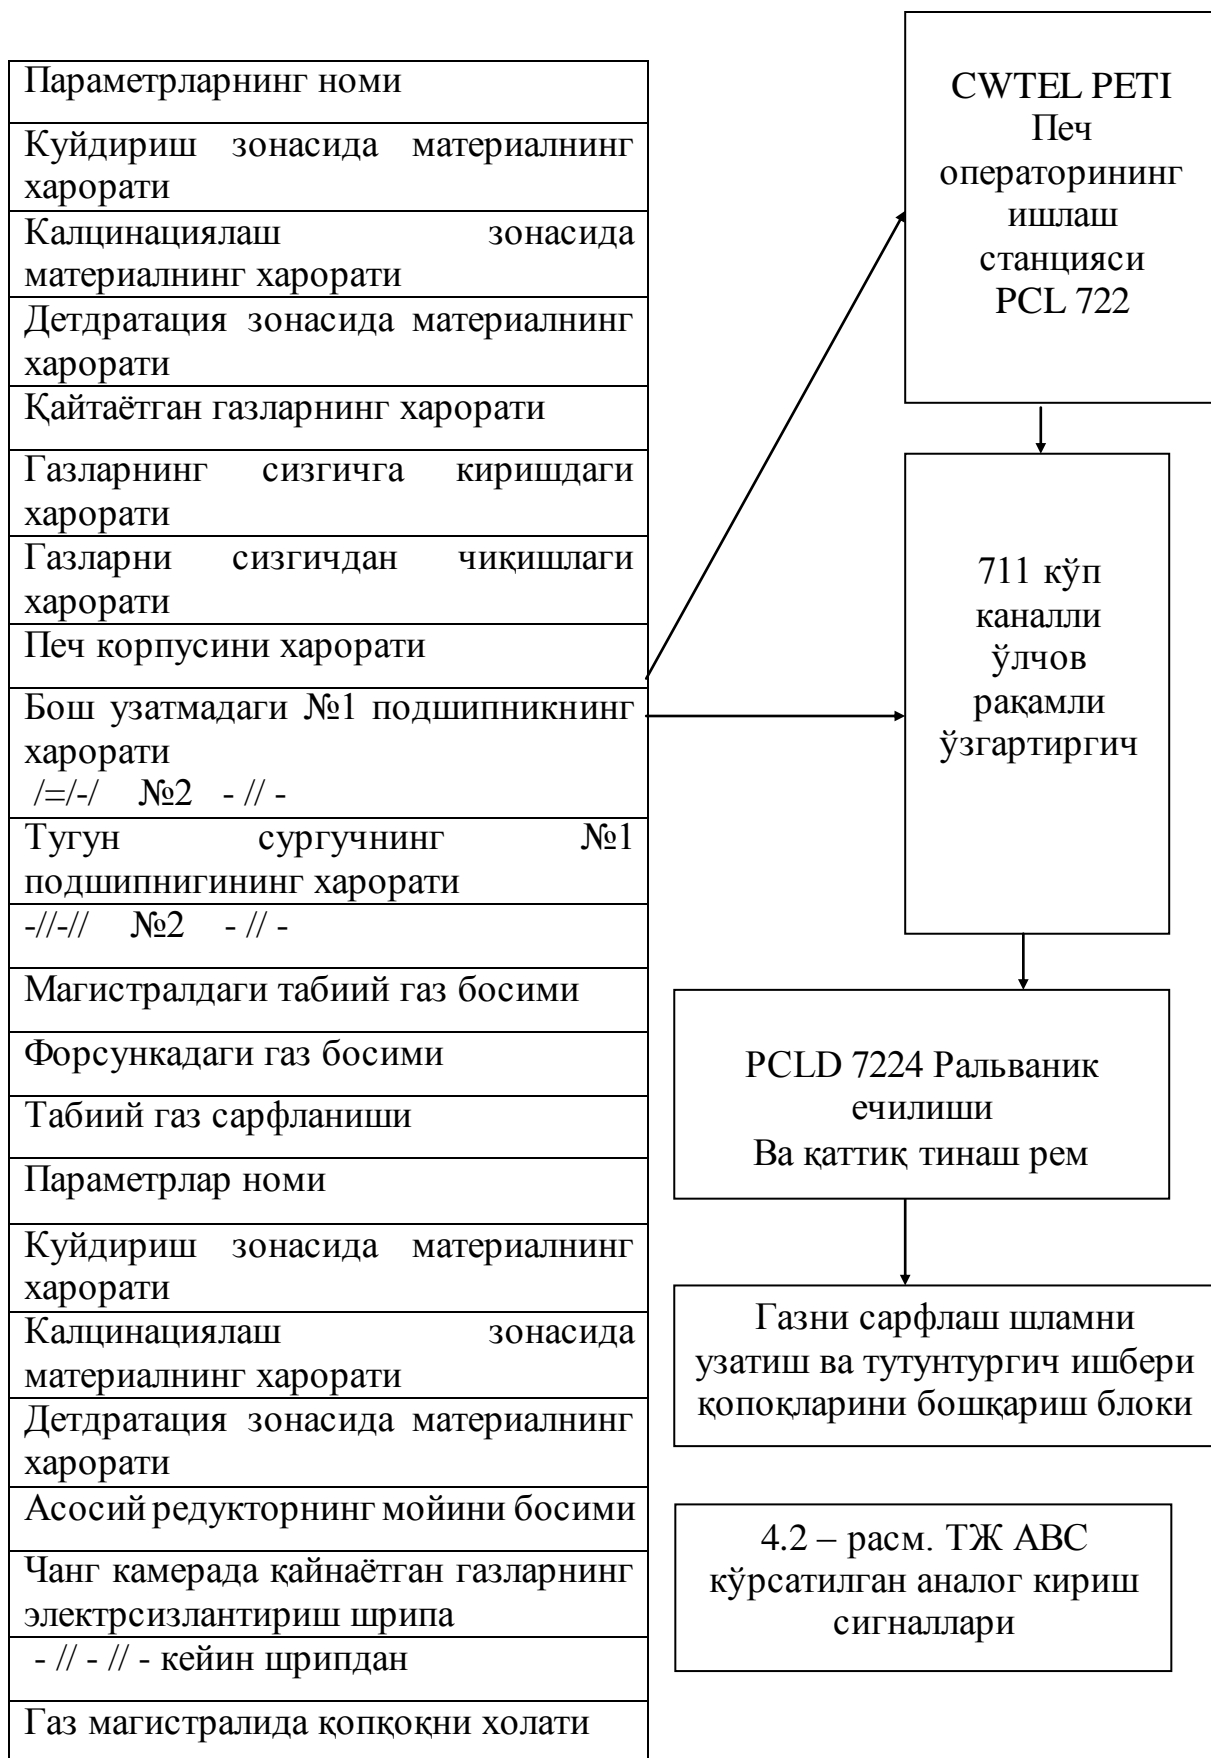 Параметрларнинг номи
Куйдириш зонасида материалнинг
харорати
Калцинациялаш зонасида
материалнинг харорати
Детдратация зонасида материалнинг
харорати
Қайтаётган газларнинг харорати
Газларнинг сизгичга киришдаги
харорати
Газларни сизгичдан чиқишлаги
харорати
Печ корпусини харорати
Бош узатмадаги №1 подшипникнинг
харорати
/=/-/ №2 - // -
Тугун сургучнинг №1
подшипнигининг харорати
-//-// №2 - // -
Магистралдаги табиий газ босими
Форсункадаги газ босими
Табиий газ сарфланиши
Параметрлар номи
Куйдириш зонасида материалнинг
харорати
Калцинациялаш зонасида
материалнинг харорати
Детдратация зонасида материалнинг
харорати
Асосий редукторнинг мойини босими
Чанг камерада қайнаётган газларнинг
электрсизлантириш шрипа
- // - // - кейин шрипдан
Газ магистралида қопқоқни холати
CWTEL PETI
Печ
операторининг
ишлаш
станцияси
PCL 722
711 кўп
каналли
ўлчов
рақамли
ўзгартиргич
PCLD 7224 Ральваник
ечилиши
Ва қаттиқ тинаш рем
Газни сарфлаш шламни
узатиш ва тутунтургич ишбери
қопоқларини бошқариш блоки
4.2 – расм. ТЖ АВС
кўрсатилган аналог кириш
сигналлари